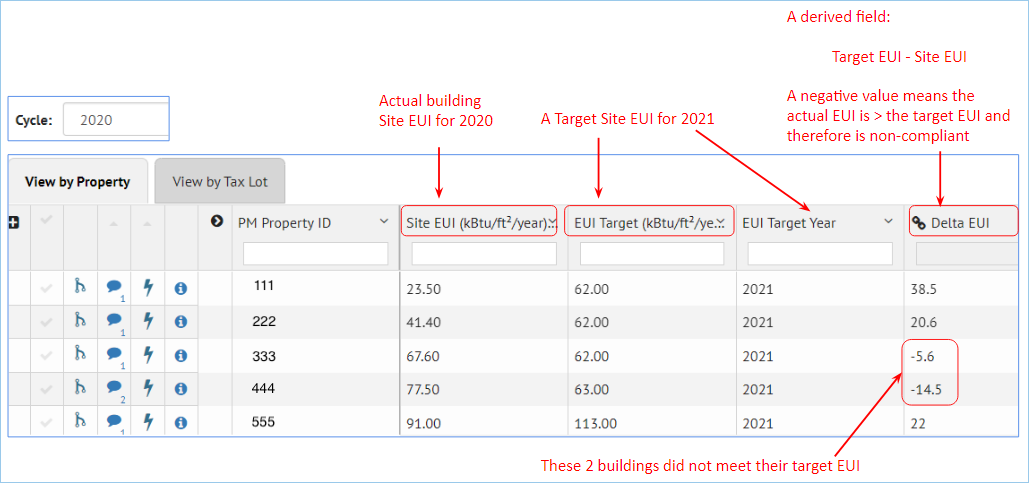 A derived field:
Target EUI - Site EUI
A negative value means the
actual EUI is > the target EUI and
therefore is non-compliant
Actual building
Site EUI for 2020
A Target Site EUI for 2021
Cycle: 2020
View by Property View by Tax Lot
PM Property ID Site EUI (kBtu/ft²/year)... EUI Target (kBtu/ft²/ye... EUI Target Year Delta EUI
1 111 23.50 62.00 2021 38.5
1 222 41.40 62.00 2021 20.6
1 333 67.60 62.00 2021 -5.6
2 444 77.50 63.00 2021 -14.5
1 555 91.00 113.00 2021 22
These 2 buildings did not meet their target EUI